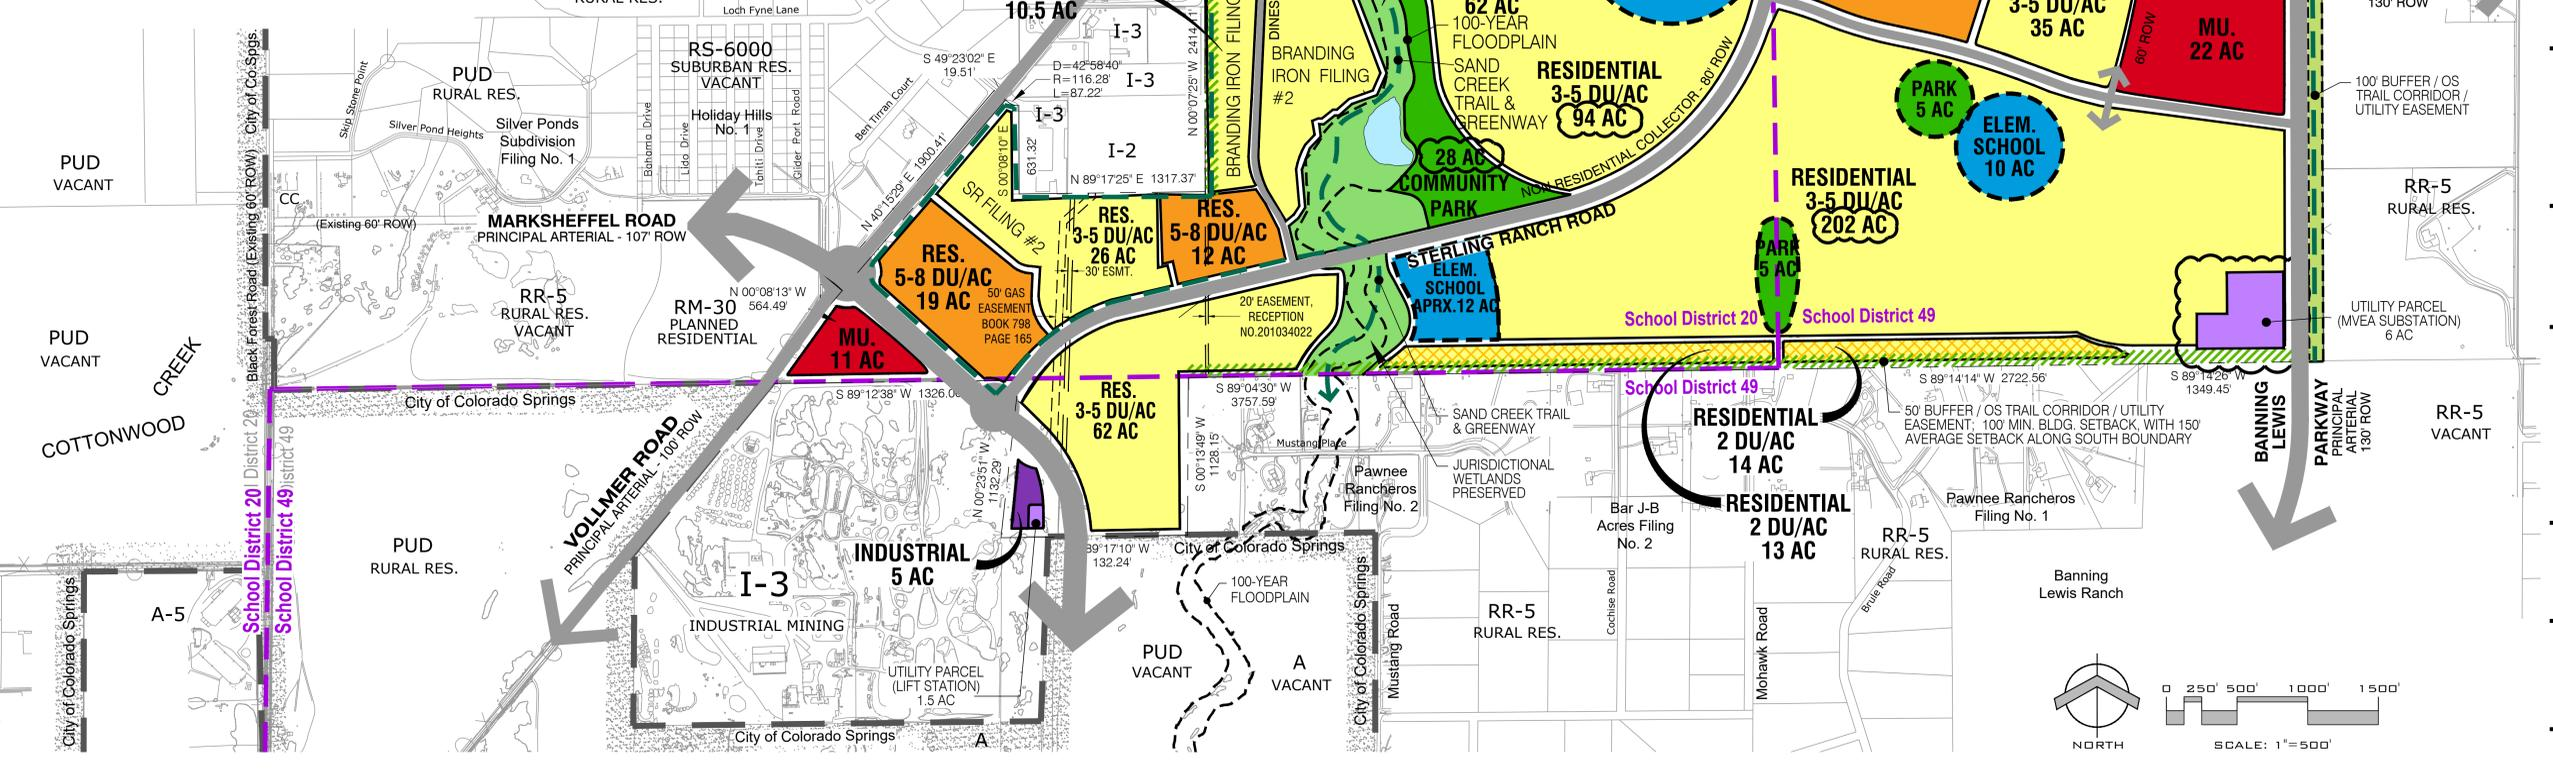 RURAL RES.
Loch Fyne Lane
10.5 AC
62 AC
3-5 DU/AC
35 AC
MU.
22 AC
60' ROW
130' ROW
100' BUFFER / OS
TRAIL CORRIDOR /
UTILITY EASEMENT
Black Forest Road (Existing 60' ROW)
City of Co.Spgs.
Skip Stone Point
PUD
RURAL RES.
Silver Pond Heights
Silver Ponds
Subdivision
Filing No. 1
RS-6000
SUBURBAN RES.
VACANT
Holiday Hills
No. 1
Bahama Drive
Lido Drive
Tahiti Drive
Gilder Port Road
Ben Tirran Court
S 49°23'02" E
19.51'
D=42°58'40"
R=116.28'
L=87.22'
I-3
I-3
I-3
I-2
N 00°07'25" W 2414.11'
S 00°08'10" E
631.32'
N 89°17'25" E 1317.37'
N 40°15'29" E 1900.41'
BRANDING IRON FILING
DINES
BRANDING
IRON FILING
#2
100-YEAR
FLOODPLAIN
SAND
CREEK
TRAIL &
GREENWAY
RESIDENTIAL
3-5 DU/AC
94 AC
28 AC
COMMUNITY
PARK
NON RESIDENTIAL COLLECTOR - 80' ROW
STERLING RANCH ROAD
PARK
5 AC
ELEM.
SCHOOL
10 AC
RESIDENTIAL
3-5 DU/AC
202 AC
PARK
5 AC
RR-5
RURAL RES.
PUD
VACANT
CC
(Existing 60' ROW)
MARKSHEFFEL ROAD
PRINCIPAL ARTERIAL - 107' ROW
SR FILING #2
RES.
3-5 DU/AC
26 AC
30' ESMT.
RES.
5-8 DU/AC
12 AC
RES.
5-8 DU/AC
19 AC
50' GAS
EASEMENT
BOOK 798
PAGE 165
20' EASEMENT,
RECEPTION
NO.201034022
ELEM.
SCHOOL
APRX.12 AC
School District 20
School District 49
School District 49
UTILITY PARCEL
(MVEA SUBSTATION)
6 AC
RR-5
RURAL RES.
VACANT
RM-30
PLANNED
RESIDENTIAL
N 00°08'13" W
564.49'
MU.
11 AC
PUD
VACANT
COTTONWOOD
CREEK
City of Colorado Springs
S 89°12'38" W
RES.
3-5 DU/AC
62 AC
S 89°04'30" W
3757.59'
S 00°13'49" W
1128.15'
Mustang Place
SAND CREEK TRAIL
& GREENWAY
JURISDICTIONAL
WETLANDS
PRESERVED
Pawnee
Rancheros
Filing No. 2
RESIDENTIAL
2 DU/AC
14 AC
RESIDENTIAL
2 DU/AC
13 AC
S 89°14'14" W 2722.56'
S 89°14'26" W
1349.45'
50' BUFFER / OS TRAIL CORRIDOR / UTILITY
EASEMENT; 100' MIN. BLDG. SETBACK, WITH 150'
AVERAGE SETBACK ALONG SOUTH BOUNDARY
BANNING
LEWIS
PARKWAY
PRINCIPAL
ARTERIAL
130' ROW
RR-5
VACANT
School District 20
School District 49
VOLLMER ROAD
PRINCIPAL ARTERIAL - 100' ROW
N 00°23'51" W
1132.29'
INDUSTRIAL
5 AC
89°17'10" W
132.24'
City of Colorado Springs
Bar J-B
Acres Filing
No. 2
Pawnee Rancheros
Filing No. 1
RR-5
RURAL RES.
PUD
RURAL RES.
A-5
City of Colorado Springs
I-3
INDUSTRIAL MINING
UTILITY PARCEL
(LIFT STATION)
1.5 AC
100-YEAR
FLOODPLAIN
PUD
VACANT
A
VACANT
City of Colorado Springs
Mustang Road
RR-5
RURAL RES.
Cochise Road
Mohawk Road
Brule Road
Banning
Lewis Ranch
City of Colorado Springs
A
NORTH
0 250' 500' 1000' 1500'
SCALE: 1"=500'